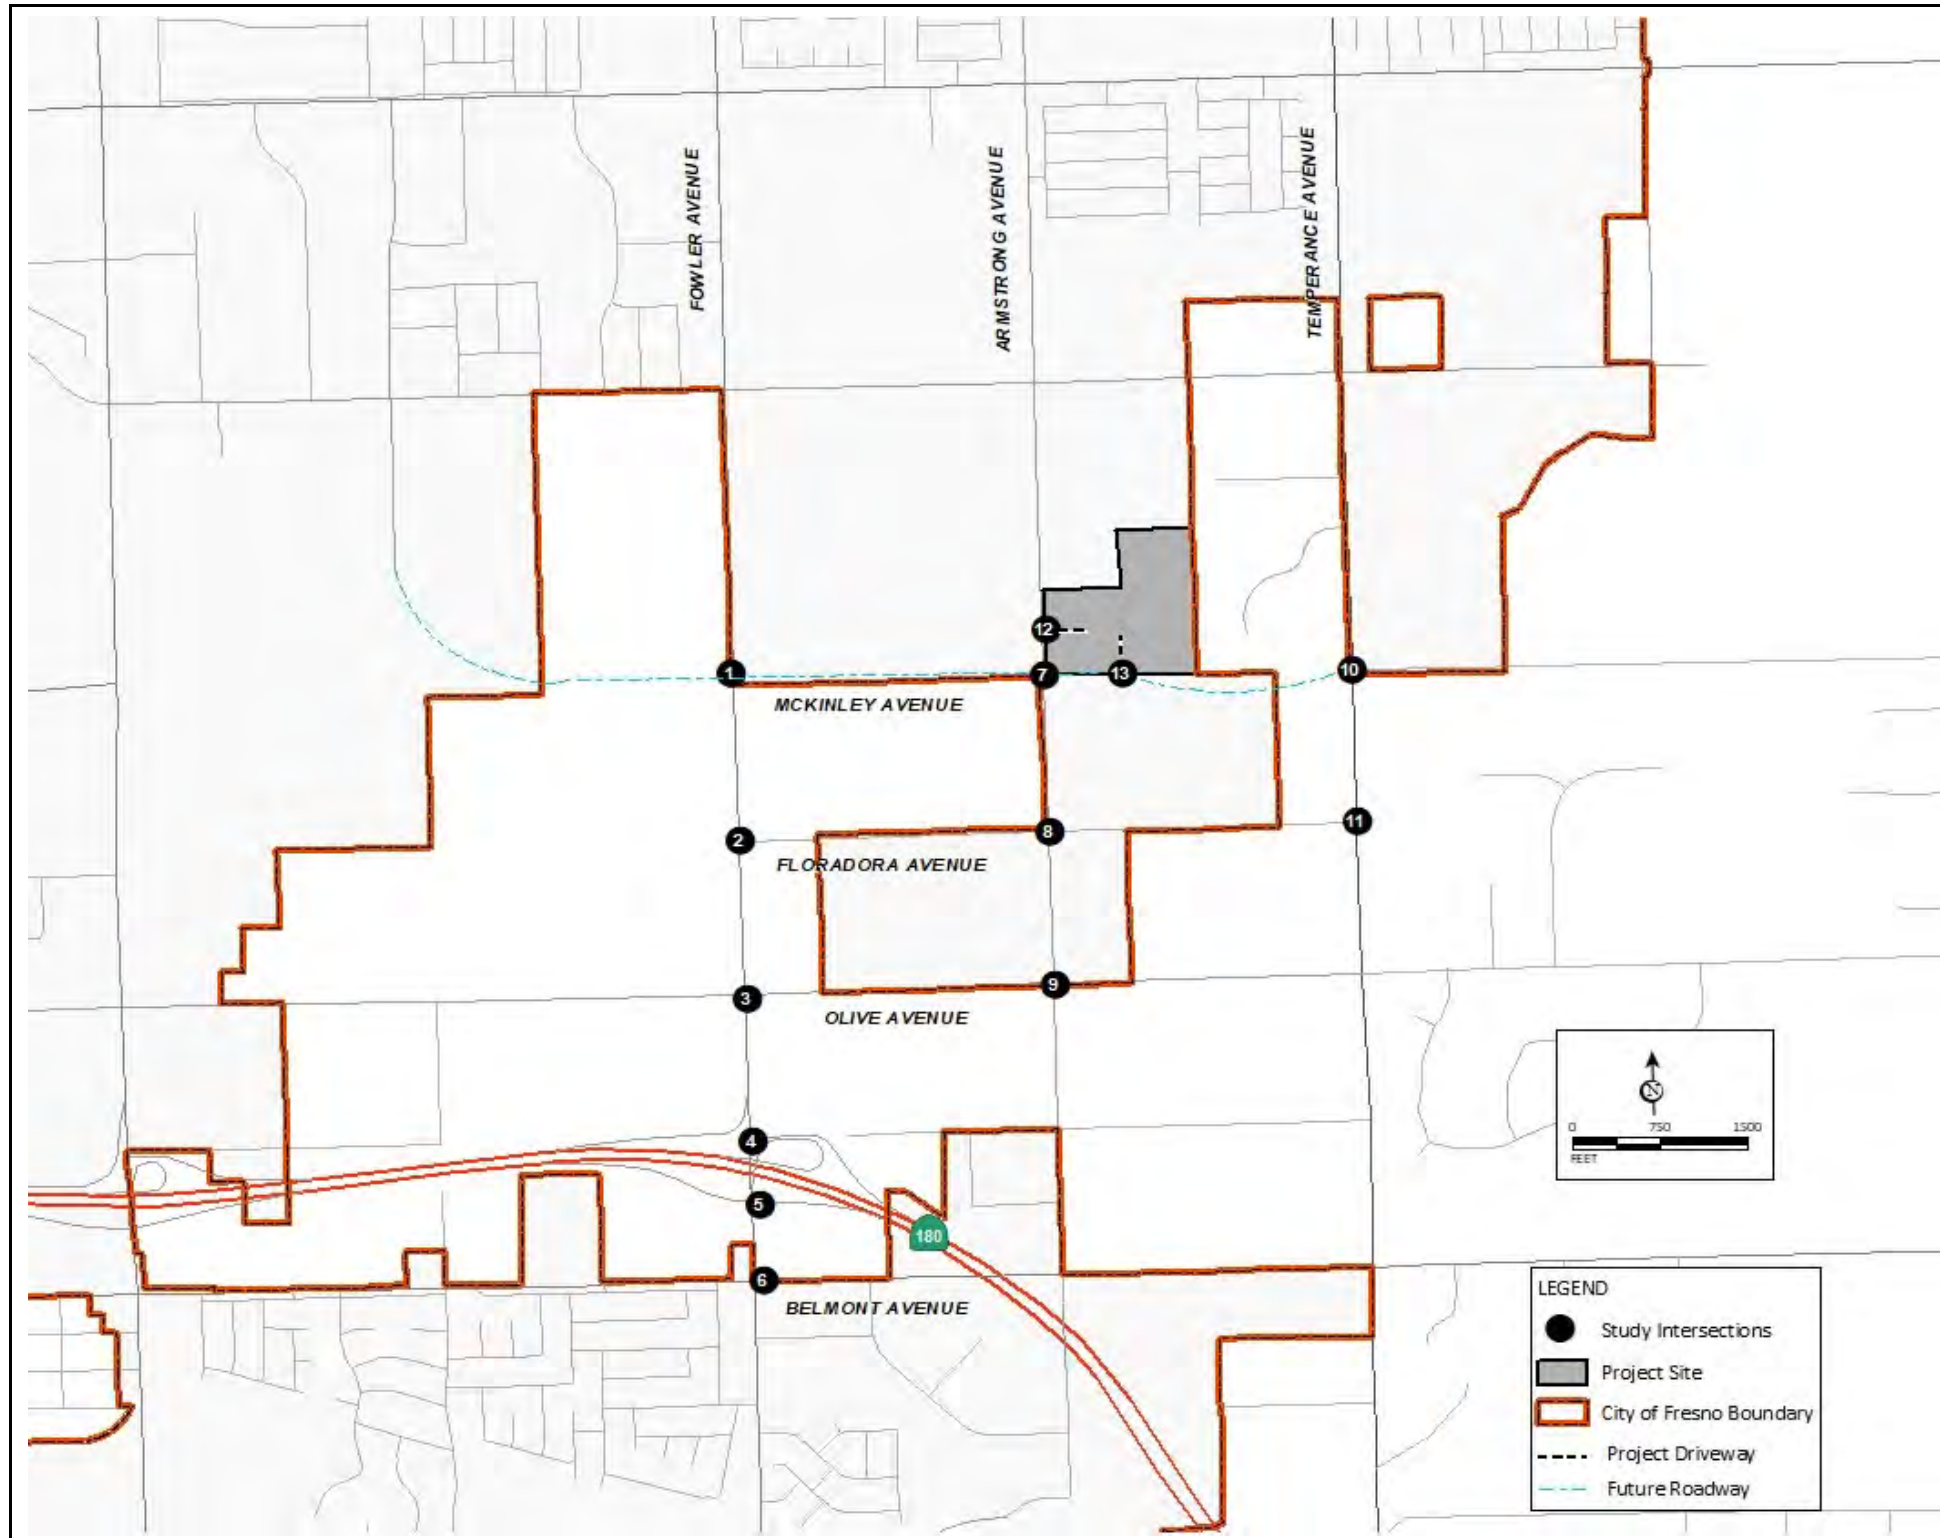 FOWLER AVENUE
ARMSTRONG AVENUE
TEMPERANCE AVENUE
12
1
7
13
10
MCKINLEY AVENUE
2
8
11
FLORADORA AVENUE
3
9
OLIVE AVENUE
N
0 750 1500
FEET
4
5
180
6
BELMONT AVENUE
LEGEND
Study Intersections
Project Site
City of Fresno Boundary
Project Driveway
Future Roadway